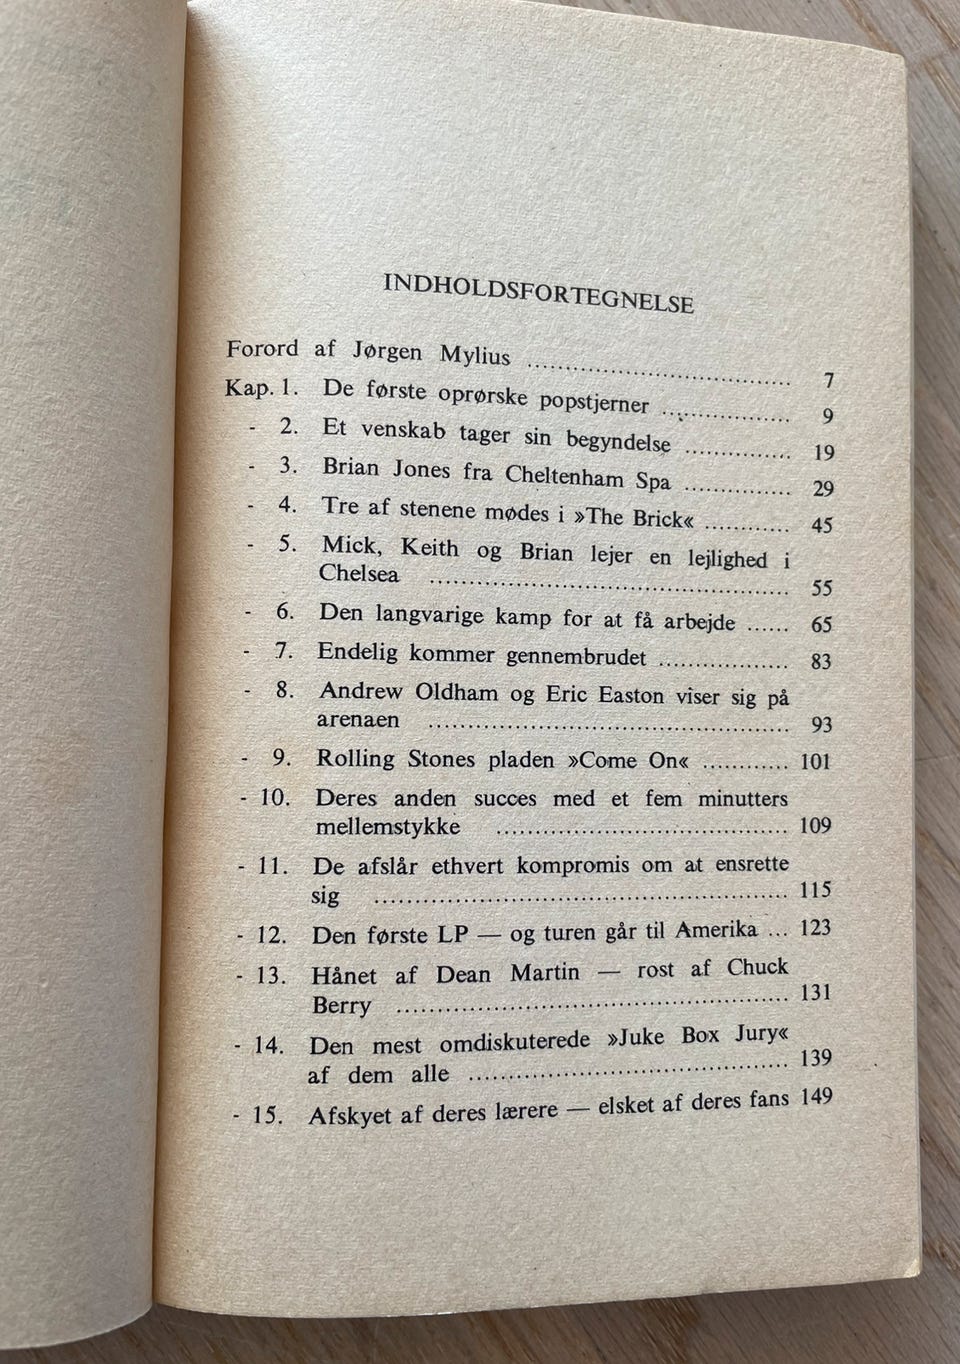 INDHOLDSFORTEGNELSE
Forord af Jørgen Mylius ........................................ 7
Kap. 1. De første oprørske popstjerner .................... 9
- 2. Et venskab tager sin begyndelse ................ 19
- 3. Brian Jones fra Cheltenham Spa ................ 29
- 4. Tre af stenene mødes i »The Brick« ............ 45
- 5. Mick, Keith og Brian lejer en lejlighed i
Chelsea ........................................................ 55
- 6. Den langvarige kamp for at få arbejde ...... 65
- 7. Endelig kommer gennembrudet .................... 83
- 8. Andrew Oldham og Eric Easton viser sig på
arenaen ........................................................ 93
- 9. Rolling Stones pladen »Come On« ............ 101
- 10. Deres anden succes med et fem minutters
mellemstykke ............................................ 109
- 11. De afslår ethvert kompromis om at ensrette
sig ................................................................ 115
- 12. Den første LP — og turen går til Amerika ... 123
- 13. Hånet af Dean Martin — rost af Chuck
Berry ............................................................ 131
- 14. Den mest omdiskuterede »Juke Box Jury«
af dem alle ................................................ 139
- 15. Afskyet af deres lærere — elsket af deres fans 149